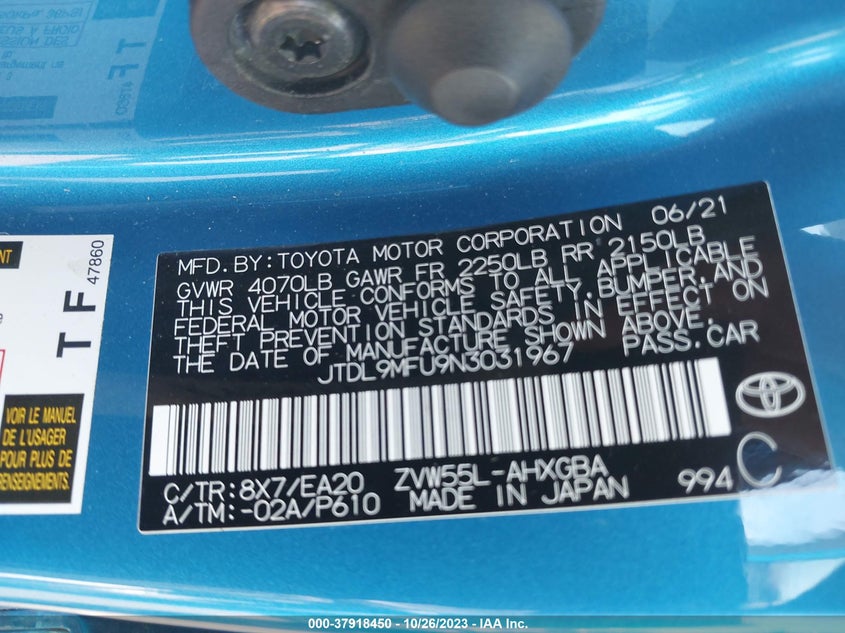 MFD. BY: TOYOTA MOTOR CORPORATION 06/21
GVWR 4070LB GAWR FR 2250LB RR 2150LB
THIS VEHICLE CONFORMS TO ALL APPLICABLE
FEDERAL MOTOR VEHICLE SAFETY, BUMPER, AND
THEFT PREVENTION STANDARDS IN EFFECT ON
THE DATE OF MANUFACTURE SHOWN ABOVE.
JTDL9MFU9N3031967 PASS.CAR
C/TR:8X7/EA20 ZVW55L-AHXGBA
A/TM:-02A/P610 MADE IN JAPAN 994 C
TF
47860
VOIR LE MANUEL
DE L'USAGER
POUR PLUS DE
RENSEIGNEMENTS
000-37918450 • 10/26/2023 - IAA Inc.